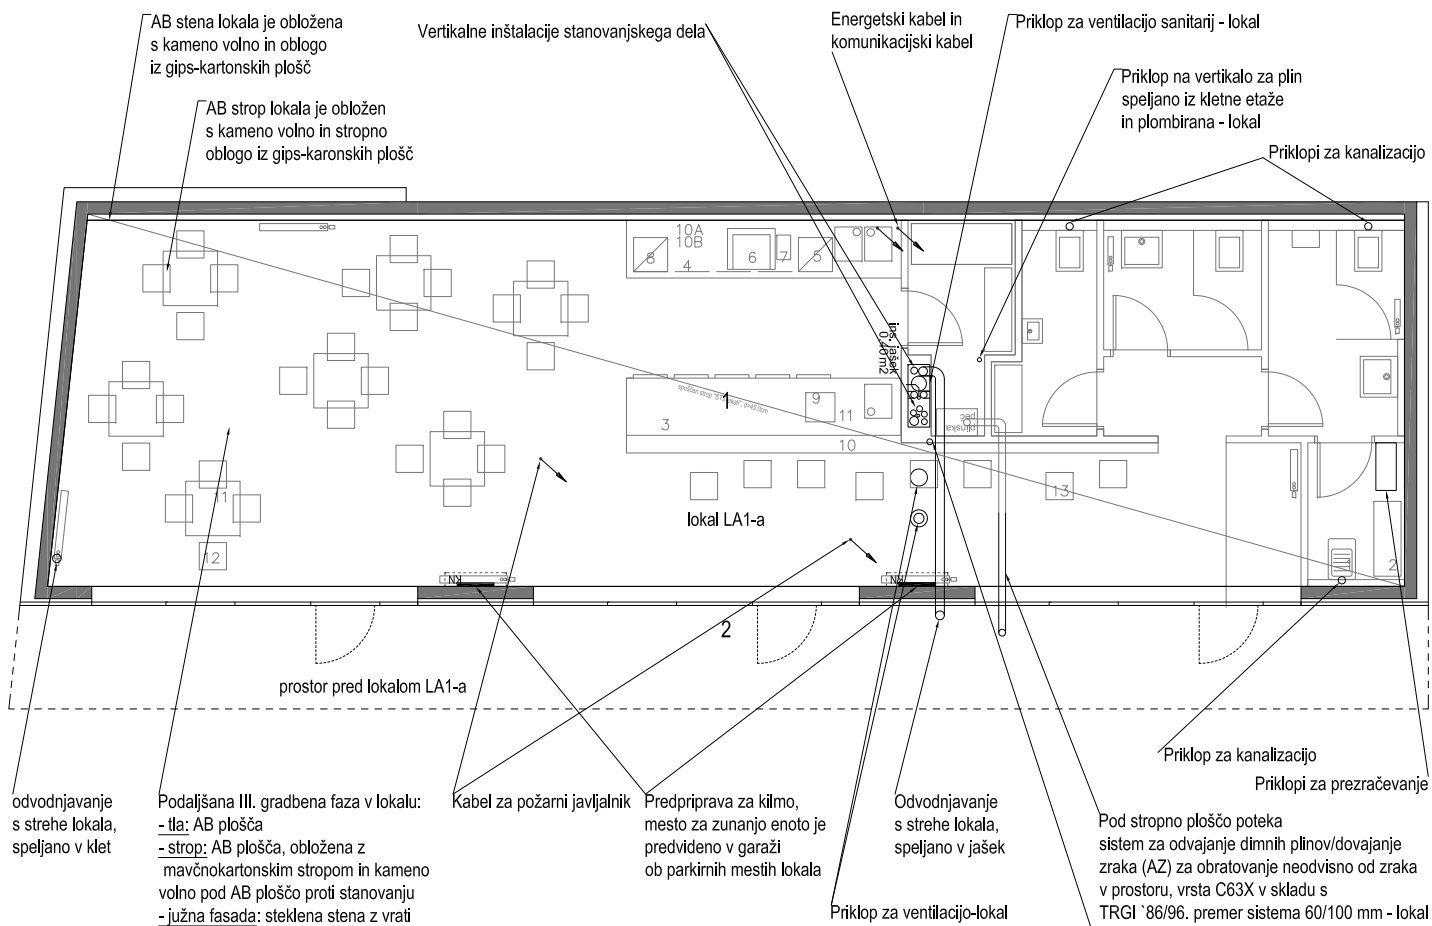 AB stena lokala je obložena
s kameno volno in oblogo
iz gips-kartonskih plošč
Vertikalne inštalacije stanovanjskega dela
Energetski kabel in
komunikacijski kabel
Priklop za ventilacijo sanitarij - lokal
Priklop na vertikalo za plin
speljano iz kletne etaže
in plombirana - lokal
AB strop lokala je obložen
s kameno volno in stropno
oblogo iz gips-karonskih plošč
Priklopi za kanalizacijo
10A
10B
8
4
6
7
5
ins. jašek
0.40m2
1
3
9
11
10
plinska
peč
11
12
13
2
lokal LA1-a
KN
KN
2
prostor pred lokalom LA1-a
odvodnjavanje
s strehe lokala,
speljano v klet
Podaljšana III. gradbena faza v lokalu:
- tla: AB plošča
- strop: AB plošča, obložena z
mavčnokartonskim stropom in kameno
volno pod AB ploščo proti stanovanju
- južna fasada: steklena stena z vrati
Kabel za požarni javljalnik
Predpriprava za kilmo,
mesto za zunanjo enoto je
predvideno v garaži
ob parkirnih mestih lokala
Odvodnjavanje
s strehe lokala,
speljano v jašek
Priklop za ventilacijo-lokal
Priklop za kanalizacijo
Priklopi za prezračevanje
Pod stropno ploščo poteka
sistem za odvajanje dimnih plinov/dovajanje
zraka (AZ) za obratovanje neodvisno od zraka
v prostoru, vrsta C63X v skladu s
TRGI `86/96. premer sistema 60/100 mm - lokal